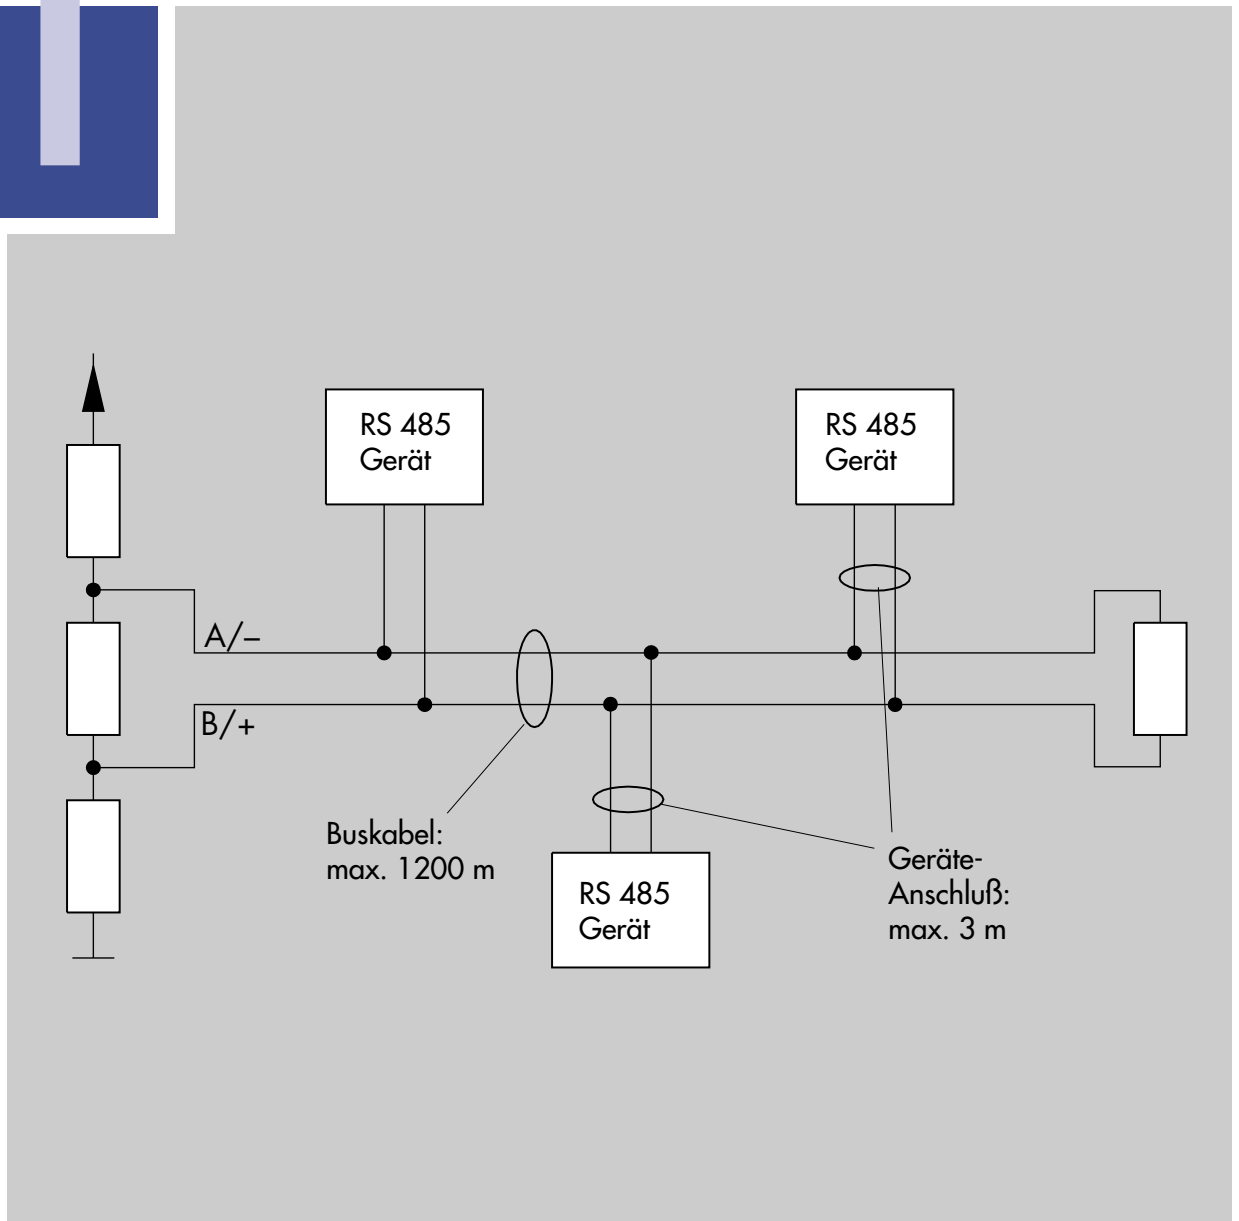 RS 485
Gerät
RS 485
Gerät
A/–
B/+
Buskabel:
max. 1200 m
RS 485
Gerät
Geräte-
Anschluß:
max. 3 m